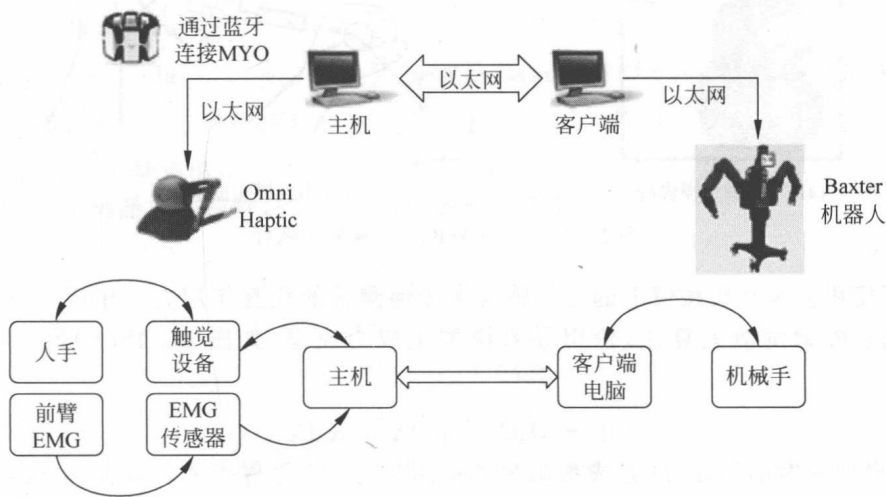 通过蓝牙
连接MYO
以太网
主机
以太网
客户端
以太网
Omni
Haptic
Baxter
机器人
人手
触觉
设备
主机
客户端
电脑
机械手
前臂
EMG
EMG
传感器